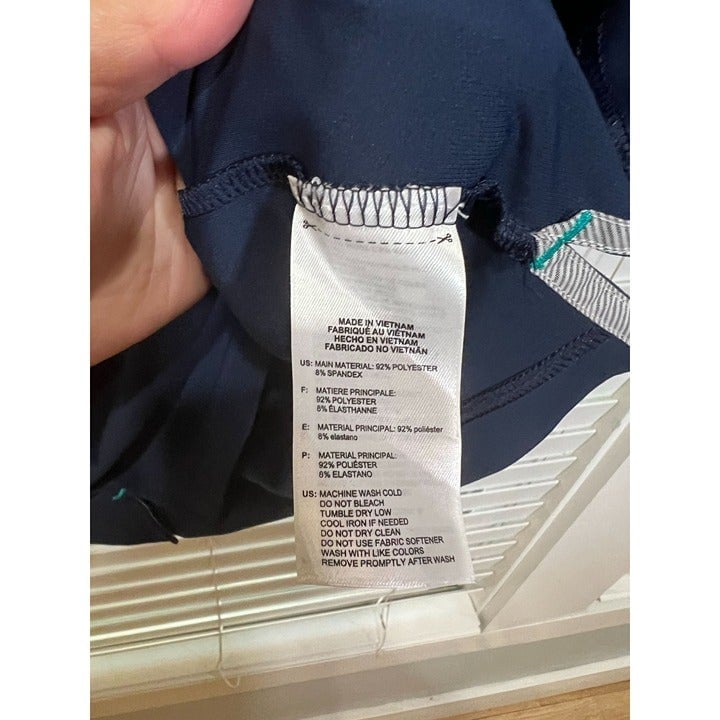 MADE IN VIETNAM
FABRIQUÉ AU VIÉTNAM
HECHO EN VIETNAM
FABRICADO NO VIETNÃN
US: MAIN MATERIAL: 92% POLYESTER
8% SPANDEX
F: MATIERE PRINCIPALE:
92% POLYESTER
8% ÉLASTHANNE
E: MATERIAL PRINCIPAL: 92% poliéster
8% elastano
P: MATERIAL PRINCIPAL:
92% POLIÉSTER
8% ELASTANO
US: MACHINE WASH COLD
DO NOT BLEACH
TUMBLE DRY LOW
COOL IRON IF NEEDED
DO NOT DRY CLEAN
DO NOT USE FABRIC SOFTENER
WASH WITH LIKE COLORS
REMOVE PROMPTLY AFTER WASH